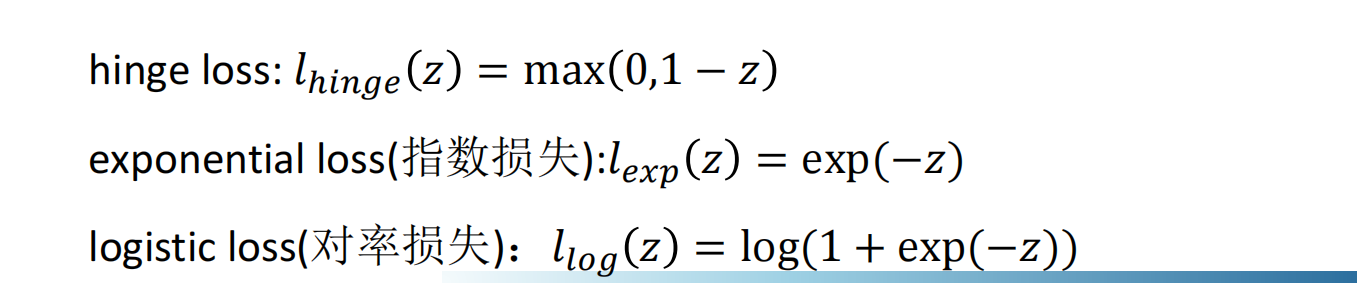 hinge loss: l_hinge(z) = max(0,1 − z)
exponential loss(指数损失):l_exp(z) = exp(−z)
logistic loss(对率损失)：l_log(z) = log(1 + exp(−z))